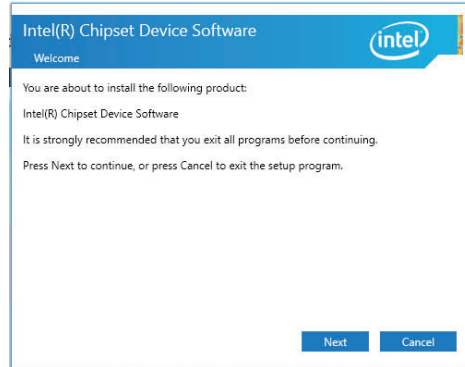 Intel(R) Chipset Device Software
intel
Welcome
You are about to install the following product:
Intel(R) Chipset Device Software
It is strongly recommended that you exit all programs before continuing.
Press Next to continue, or press Cancel to exit the setup program.
Next
Cancel